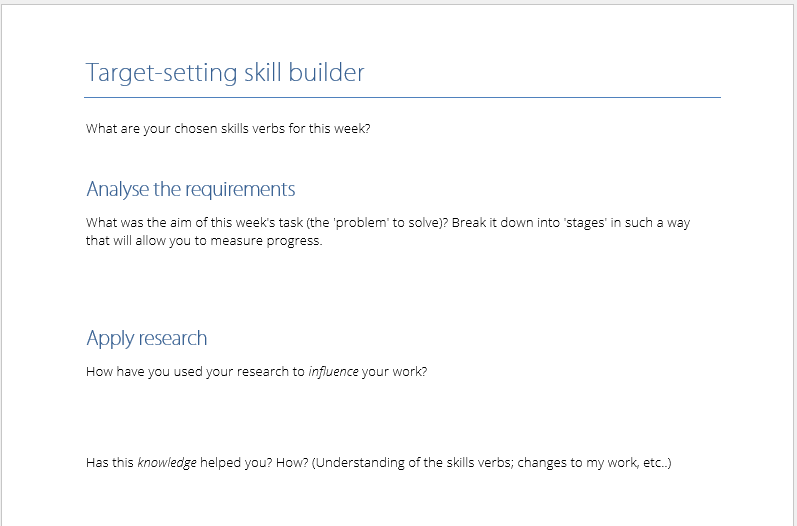 Target-setting skill builder
What are your chosen skills verbs for this week?
Analyse the requirements
What was the aim of this week's task (the 'problem' to solve)? Break it down into 'stages' in such a way
that will allow you to measure progress.
Apply research
How have you used your research to influence your work?
Has this knowledge helped you? How? (Understanding of the skills verbs; changes to my work, etc..)